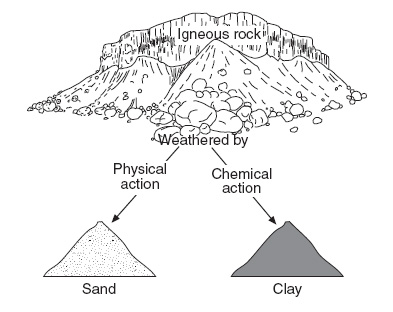 Igneous rock
Weathered by
Physical
action
Chemical
action
Sand
Clay